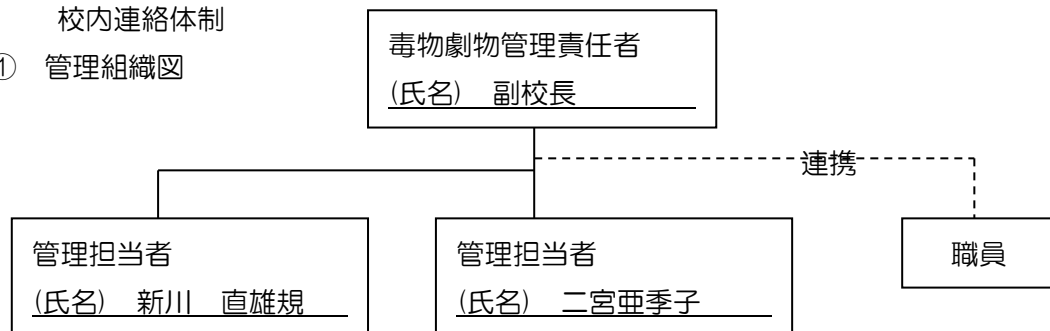 校内連絡体制
① 管理組織図
毒物劇物管理責任者
(氏名) 副校長
連携
管理担当者
(氏名) 新川 直雄規
管理担当者
(氏名) 二宮亜季子
職員